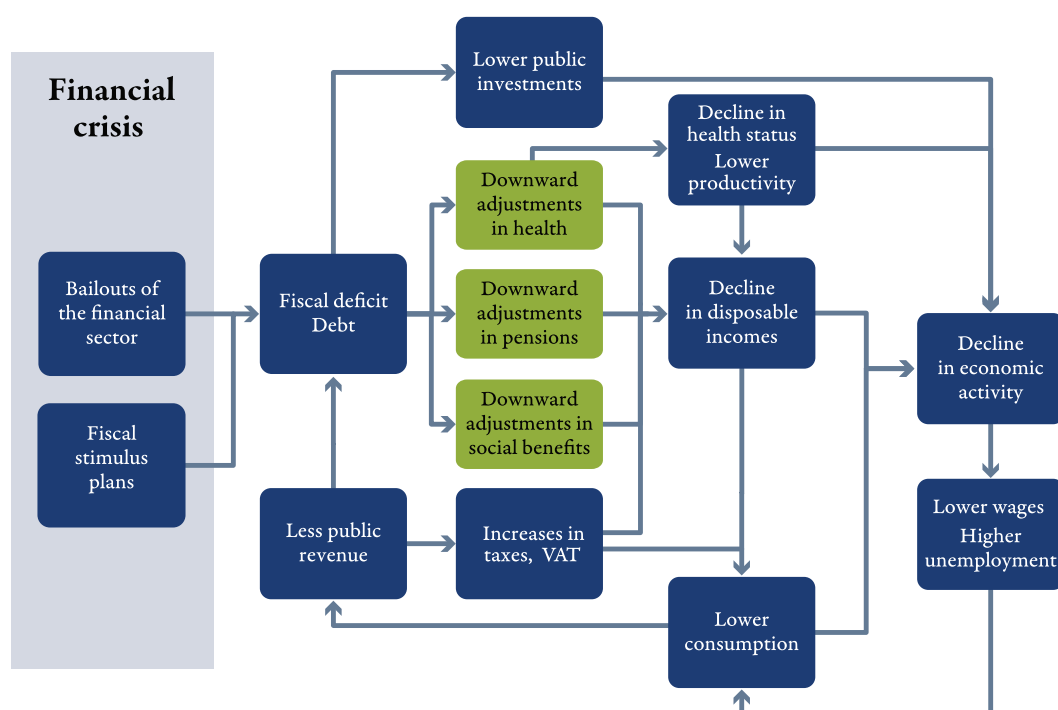 Financial
crisis
Bailouts of
the financial
sector
Fiscal
stimulus
plans
Fiscal deficit
Debt
Less public
revenue
Lower public
investments
Downward
adjustments
in health
Downward
adjustments
in pensions
Downward
adjustments in
social benefits
Increases in
taxes, VAT
Decline in
health status
Lower
productivity
Decline
in disposable
incomes
Lower
consumption
Decline
in economic
activity
Lower wages
Higher
unemployment